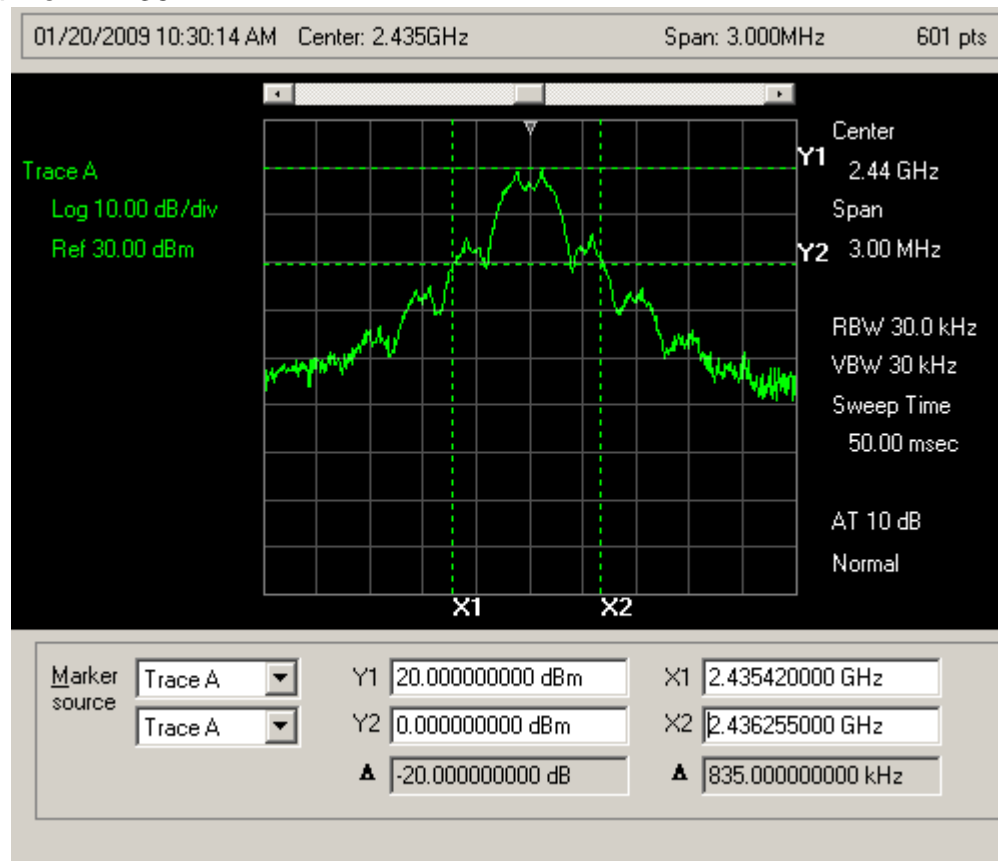 01/20/2009 10:30:14 AM Center: 2.435GHz Span: 3.000MHz 601 pts
Trace A
Log 10.00 dB/div
Ref 30.00 dBm
Y1
Y2
X1 X2
Center
2.44 GHz
Span
3.00 MHz
RBW 30.0 kHz
VBW 30 kHz
Sweep Time
50.00 msec
AT 10 dB
Normal
Marker source
Trace A
Trace A
Y1 20.000000000 dBm
Y2 0.000000000 dBm
Δ -20.000000000 dB
X1 2.435420000 GHz
X2 2.436255000 GHz
Δ 835.000000000 kHz